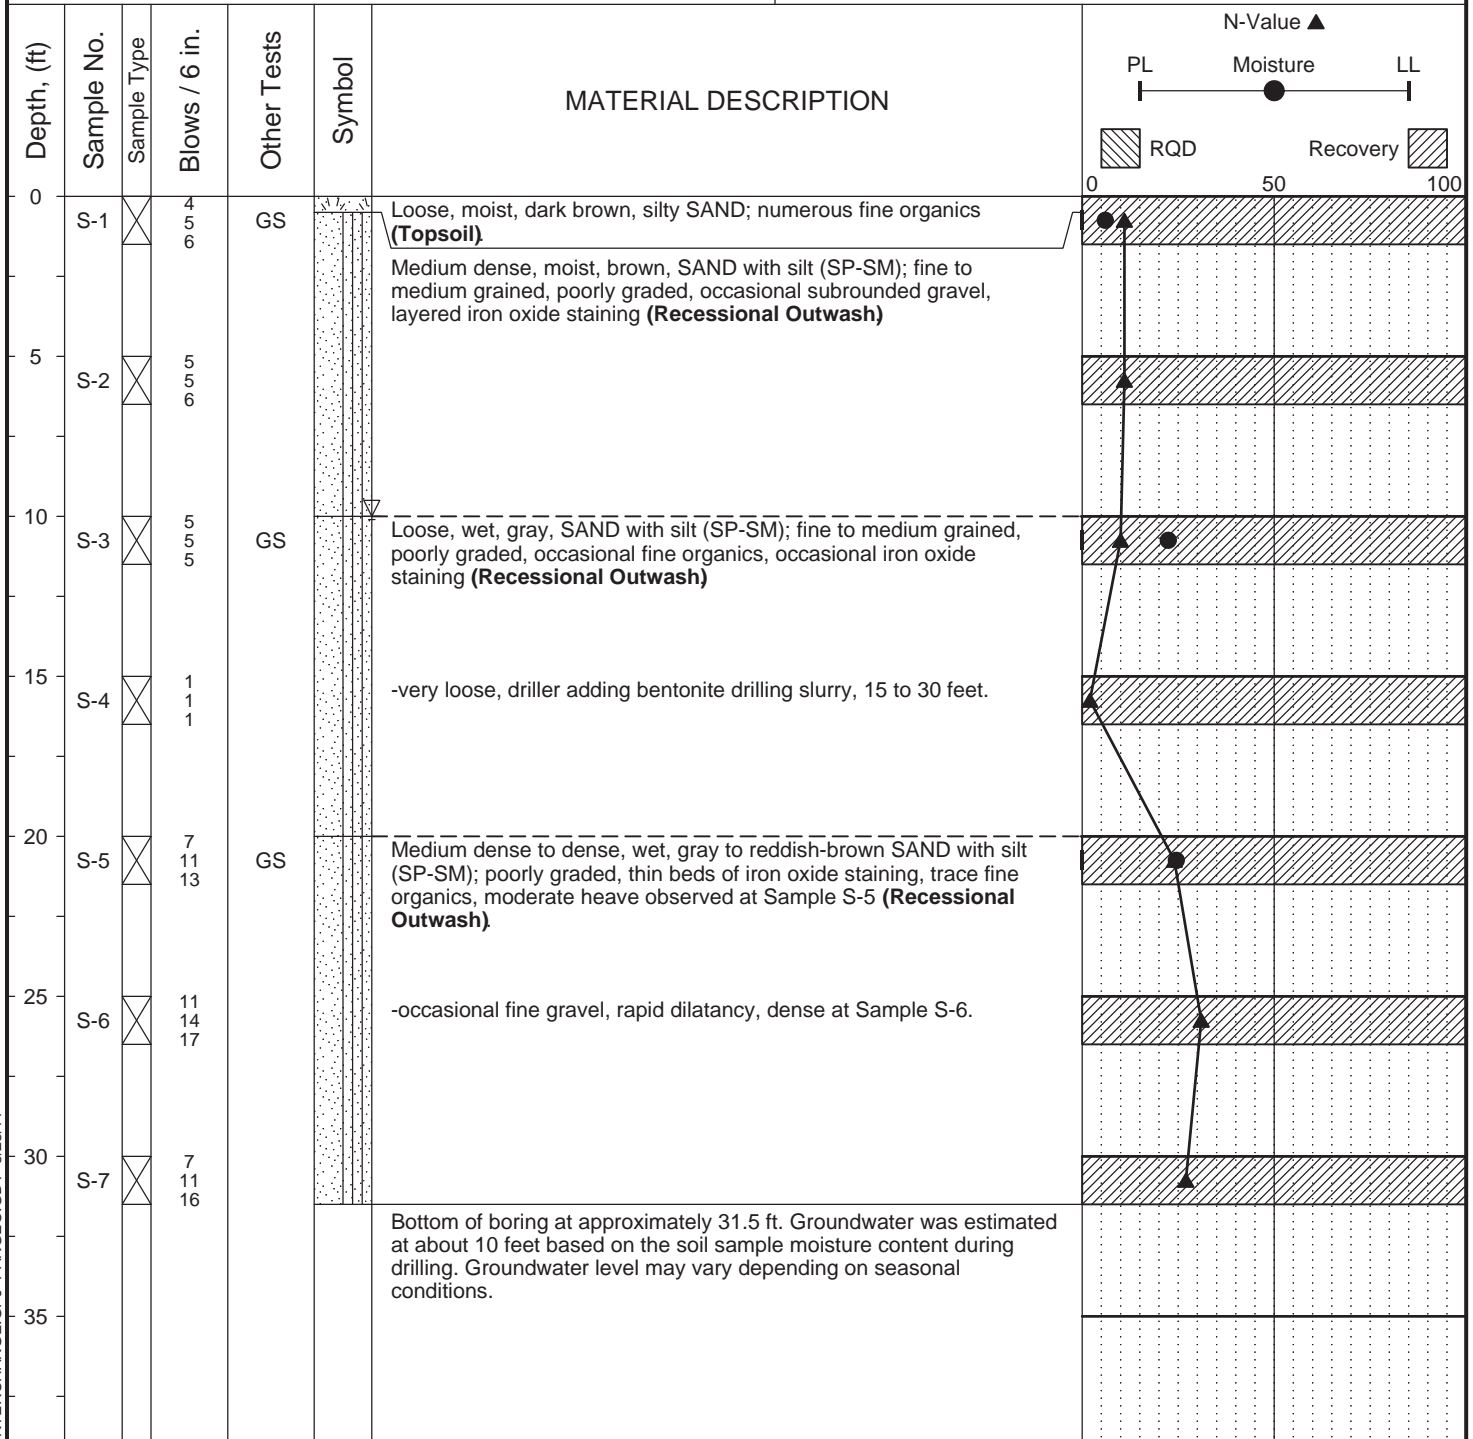 Depth, (ft)
Sample No.
Sample Type
Blows / 6 in.
Other Tests
Symbol
MATERIAL DESCRIPTION
N-Value ▲
PL Moisture LL
RQD Recovery
0 50 100
0
S-1
4
5
6
GS
Loose, moist, dark brown, silty SAND; numerous fine organics
(Topsoil).
Medium dense, moist, brown, SAND with silt (SP-SM); fine to
medium grained, poorly graded, occasional subrounded gravel,
layered iron oxide staining (Recessional Outwash)
5
S-2
5
5
6
10
S-3
5
5
5
GS
Loose, wet, gray, SAND with silt (SP-SM); fine to medium grained,
poorly graded, occasional fine organics, occasional iron oxide
staining (Recessional Outwash)
15
S-4
1
1
1
-very loose, driller adding bentonite drilling slurry, 15 to 30 feet.
20
S-5
7
11
13
GS
Medium dense to dense, wet, gray to reddish-brown SAND with silt
(SP-SM); poorly graded, thin beds of iron oxide staining, trace fine
organics, moderate heave observed at Sample S-5 (Recessional
Outwash).
25
S-6
11
14
17
-occasional fine gravel, rapid dilatancy, dense at Sample S-6.
30
S-7
7
11
16
Bottom of boring at approximately 31.5 ft. Groundwater was estimated
at about 10 feet based on the soil sample moisture content during
drilling. Groundwater level may vary depending on seasonal
conditions.
35